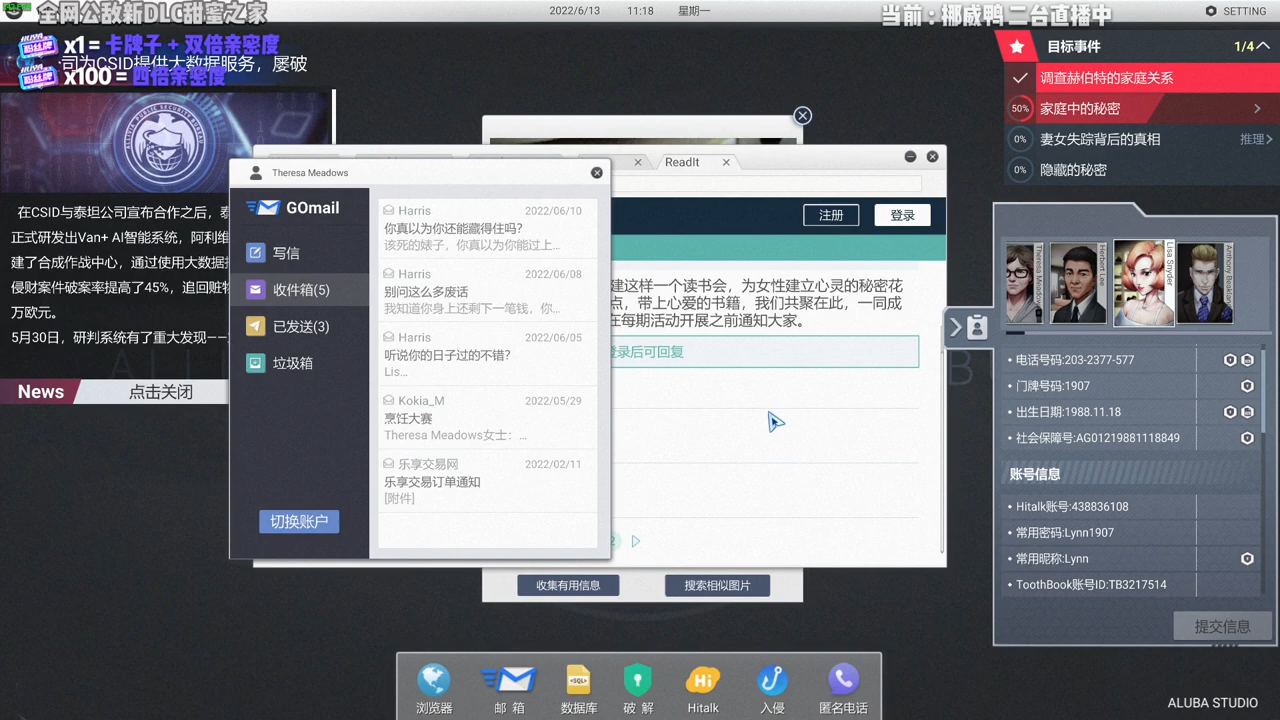 全网公敌新DLC甜蜜之家
2022/6/13
11:18
星期一
当前：挪威鸭 二台直播中
SETTING
x1 = 卡牌子 + 双倍亲密度
司为CSID提供大数据服务，屡破
x100 = 四倍亲密度
在CSID与泰坦公司宣布合作之后，泰
正式研发出Van+ AI智能系统，阿利维
建了合成作战中心，通过使用大数据技
侵财案件破案率提高了45%，追回赃物
万欧元。
5月30日，研判系统有了重大发现——
News
点击关闭
Theresa Meadows
GOmail
写信
收件箱(5)
已发送(3)
垃圾箱
切换账户
Harris
2022/06/10
你真以为你还能藏得住吗？
该死的婊子，你真以为你能过上...
Harris
2022/06/08
别问这么多废话
我知道你身上还剩下一笔钱，你...
Harris
2022/06/05
听说你的日子过的不错？
Lis...
Kokia_M
2022/05/29
烹饪大赛
Theresa Meadows女士：...
乐享交易网
2022/02/11
乐享交易订单通知
[附件]
ReadIt
注册
登录
建这样一个读书会，为女性建立心灵的秘密花
点，带上心爱的书籍，我们共聚在此，一同成
在每期活动开展之前通知大家。
登录后可回复
2
收集有用信息
搜索相似图片
目标事件
1/4
调查赫伯特的家庭关系
50%
家庭中的秘密
0%
妻女失踪背后的真相
推理
0%
隐藏的秘密
Theresa Meadows
Herbert Lee
Lisa Snyder
• 电话号码:203-2377-577
• 门牌号码:1907
• 出生日期:1988.11.18
• 社会保障号:AG01219881118849
账号信息
• Hitalk账号:438836108
• 常用密码:Lynn1907
• 常用昵称:Lynn
• ToothBook账号ID:TB3217514
提交信息
浏览器
邮 箱
<SQL>
数据库
破 解
Hi
Hitalk
入侵
匿名电话
ALUBA STUDIO